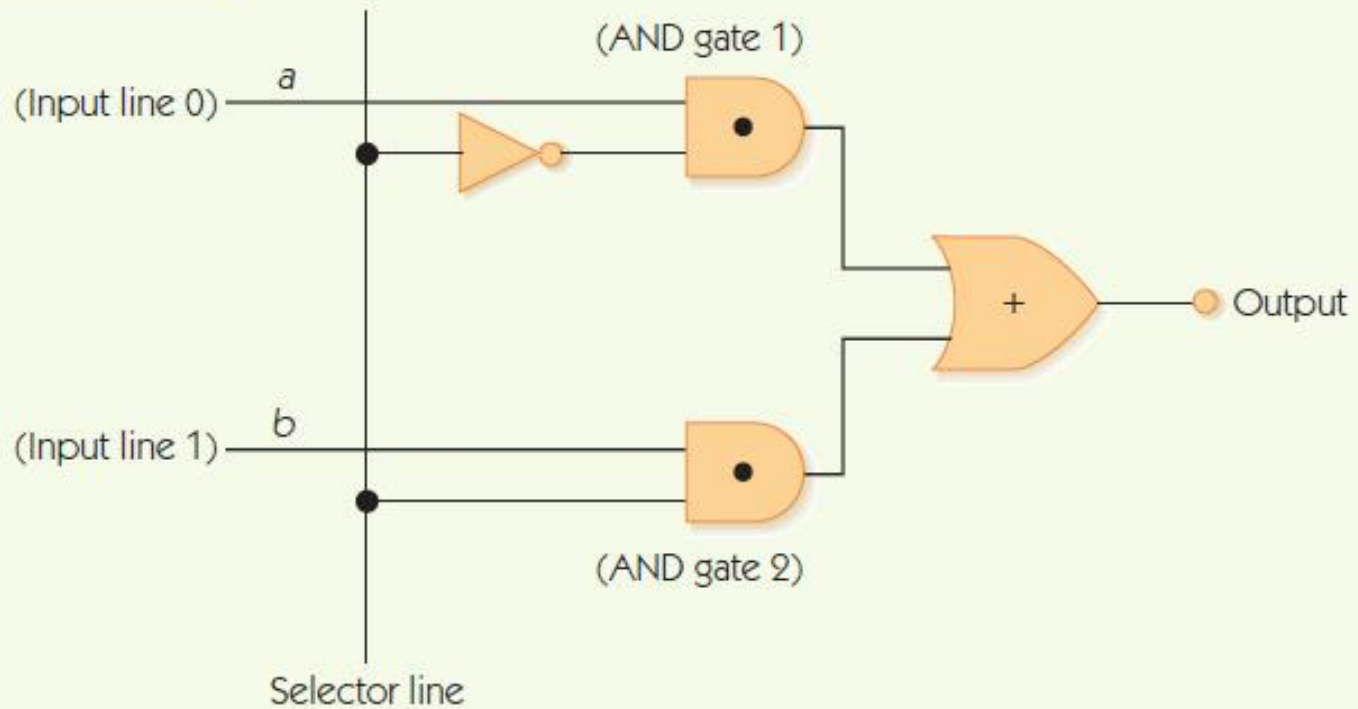 (AND gate 1)
a
(Input line 0)
+
Output
b
(Input line 1)
(AND gate 2)
Selector line